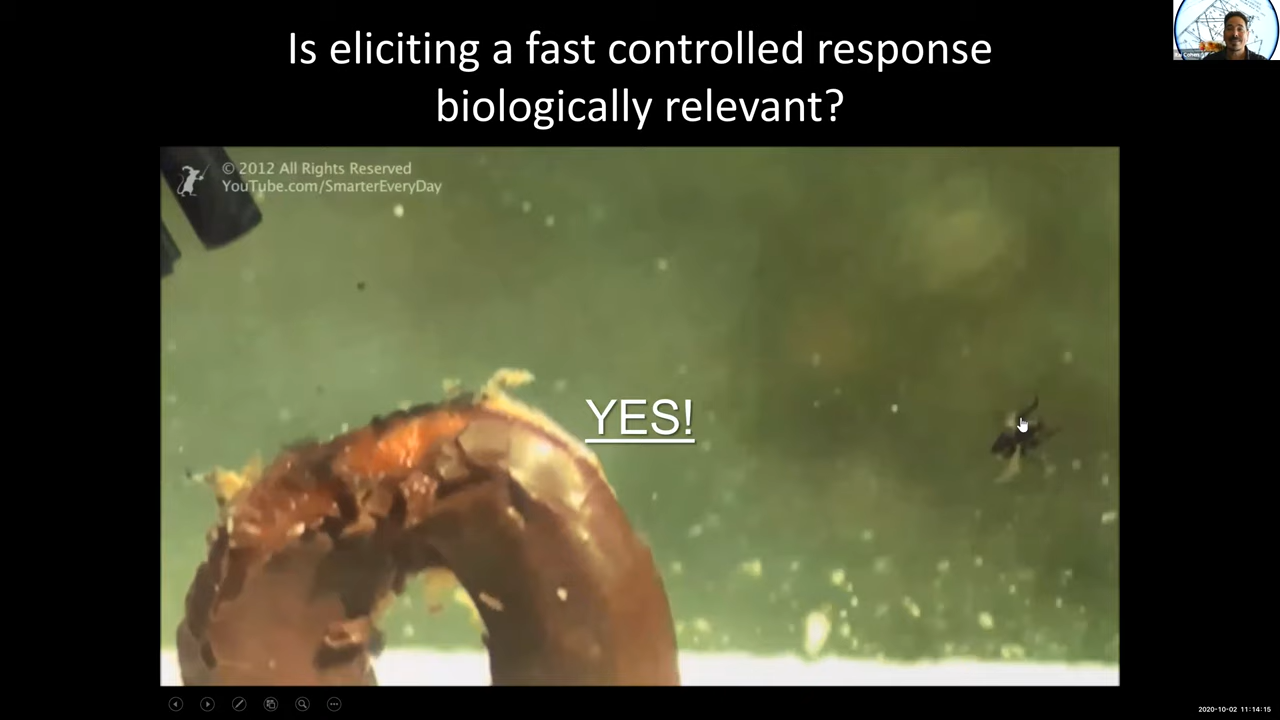 Is eliciting a fast controlled response
biologically relevant?
© 2012 All Rights Reserved
YouTube.com/SmarterEveryDay
YES!
2020-10-02 11:14:15